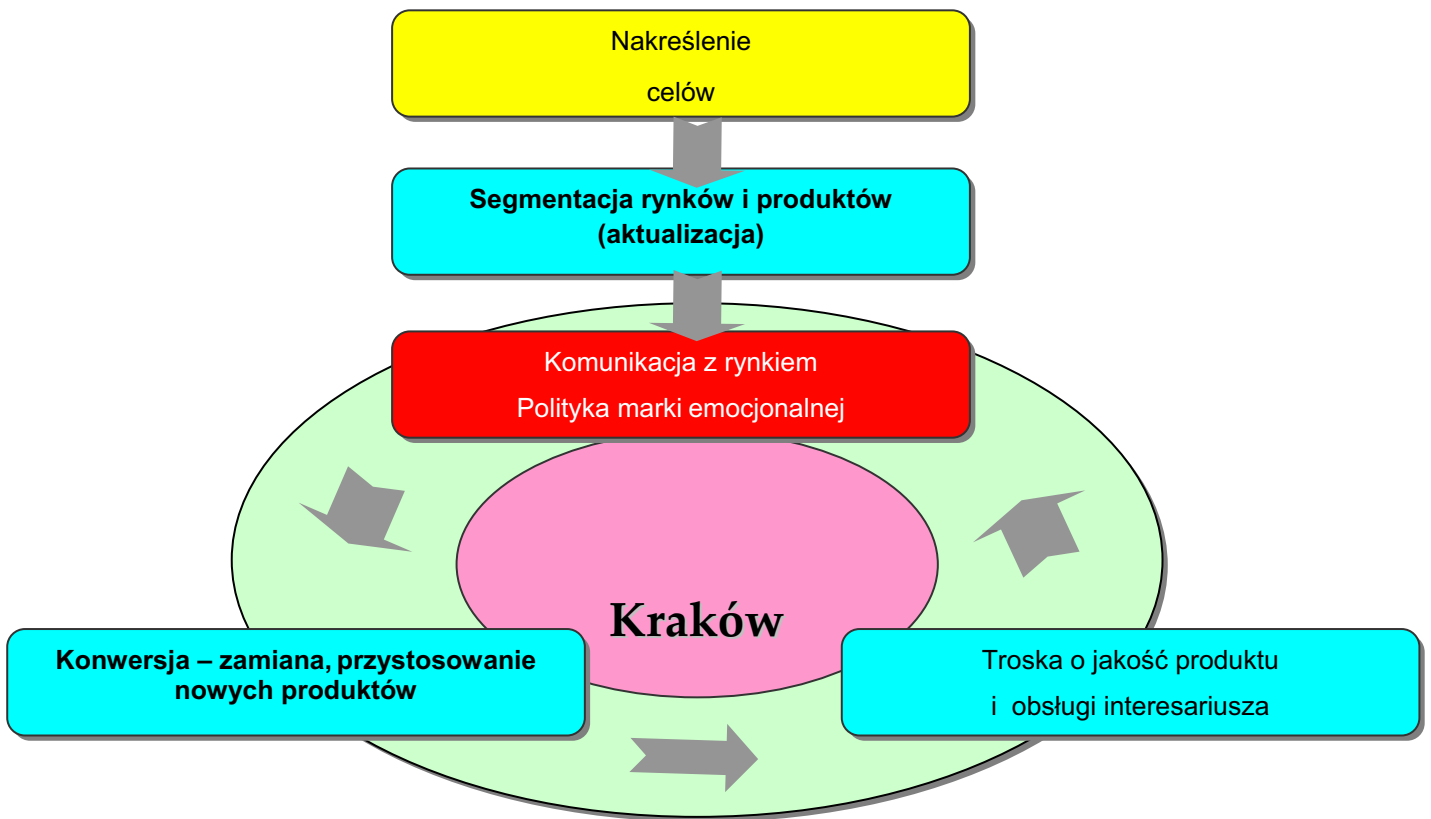 Nakreślenie
celów
Segmentacja rynków i produktów
(aktualizacja)
Komunikacja z rynkiem
Polityka marki emocjonalnej
Kraków
Konwersja – zamiana, przystosowanie
nowych produktów
Troska o jakość produktu
i obsługi interesariusza